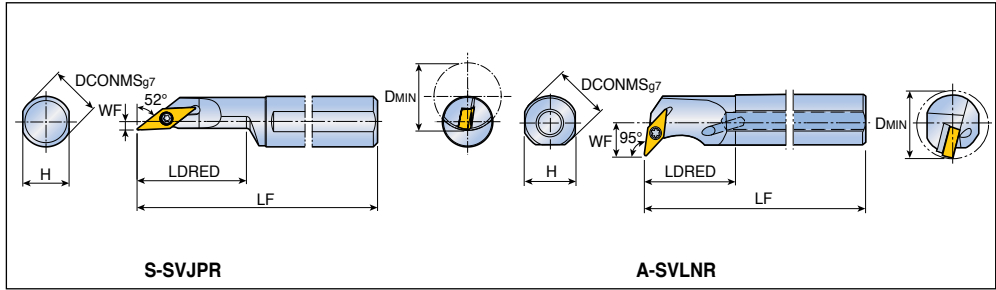 DCONMSg7
WF
52°
H
LDRED
LF
DMIN
S-SVJPR
DCONMSg7
WF
95°
H
LDRED
LF
DMIN
A-SVLNR